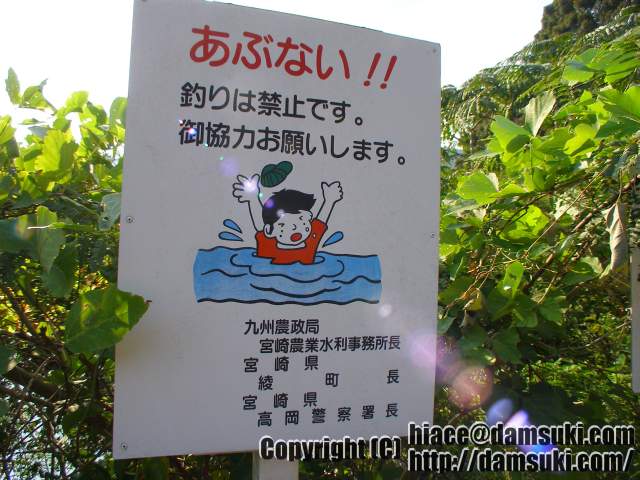 あぶない!!
釣りは禁止です。
御協力お願いします。
九州農政局
宮崎農業水利事務所長
宮崎県
綾町長
宮崎県
高岡警察署長
Copyright (C) hiace@damsuki.com
http://damsuki.com/